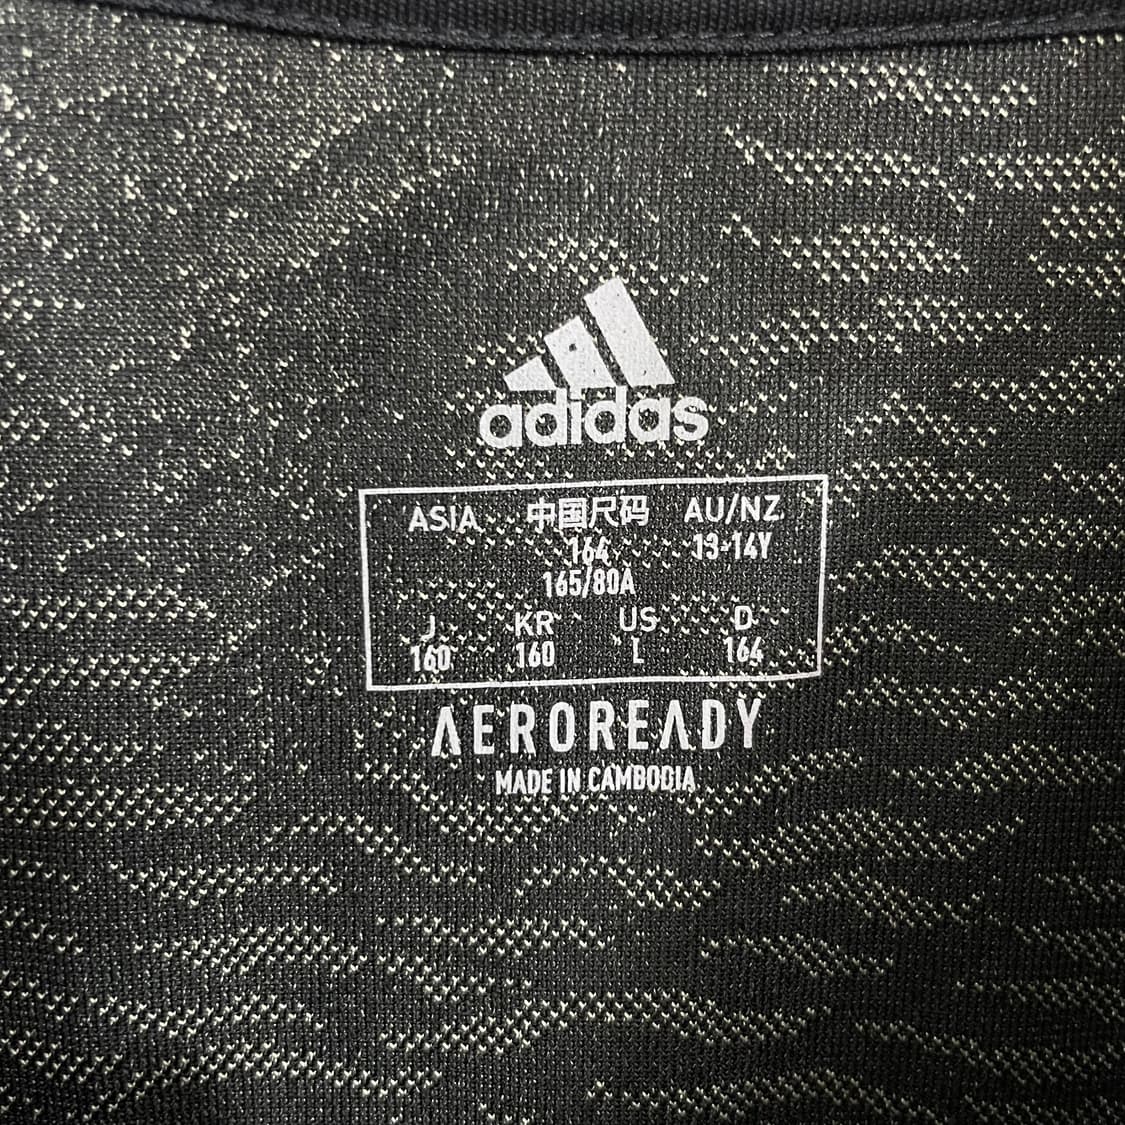 adidas
ASIA 中国尺码 AU/NZ
164 13-14Y
165/80A
J KR US D
160 160 L 164
AEROREADY
MADE IN CAMBODIA